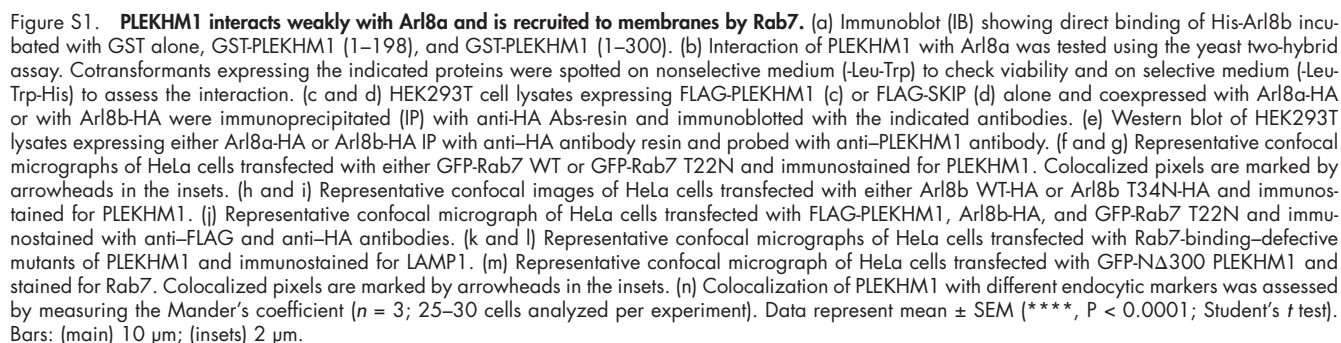 Figure S1. PLEKHM1 interacts weakly with Arl8a and is recruited to membranes by Rab7. (a) Immunoblot (IB) showing direct binding of His-Arl8b incu-
bated with GST alone, GST-PLEKHM1 (1–198), and GST-PLEKHM1 (1–300). (b) Interaction of PLEKHM1 with Arl8a was tested using the yeast two-hybrid
assay. Cotransformants expressing the indicated proteins were spotted on nonselective medium (-Leu-Trp) to check viability and on selective medium (-Leu-
Trp-His) to assess the interaction. (c and d) HEK293T cell lysates expressing FLAG-PLEKHM1 (c) or FLAG-SKIP (d) alone and coexpressed with Arl8a-HA
or with Arl8b-HA were immunoprecipitated (IP) with anti-HA Abs-resin and immunoblotted with the indicated antibodies. (e) Western blot of HEK293T
lysates expressing either Arl8a-HA or Arl8b-HA IP with anti–HA antibody resin and probed with anti–PLEKHM1 antibody. (f and g) Representative confocal
micrographs of HeLa cells transfected with either GFP-Rab7 WT or GFP-Rab7 T22N and immunostained for PLEKHM1. Colocalized pixels are marked by
arrowheads in the insets. (h and i) Representative confocal images of HeLa cells transfected with either Arl8b WT-HA or Arl8b T34N-HA and immunos-
tained for PLEKHM1. (j) Representative confocal micrograph of HeLa cells transfected with FLAG-PLEKHM1, Arl8b-HA, and GFP-Rab7 T22N and immu-
nostained with anti–FLAG and anti–HA antibodies. (k and l) Representative confocal micrographs of HeLa cells transfected with Rab7-binding–defective
mutants of PLEKHM1 and immunostained for LAMP1. (m) Representative confocal micrograph of HeLa cells transfected with GFP-NΔ300 PLEKHM1 and
stained for Rab7. Colocalized pixels are marked by arrowheads in the insets. (n) Colocalization of PLEKHM1 with different endocytic markers was assessed
by measuring the Mander's coefficient (n = 3; 25–30 cells analyzed per experiment). Data represent mean ± SEM (****, P < 0.0001; Student's t test).
Bars: (main) 10 μm; (insets) 2 μm.